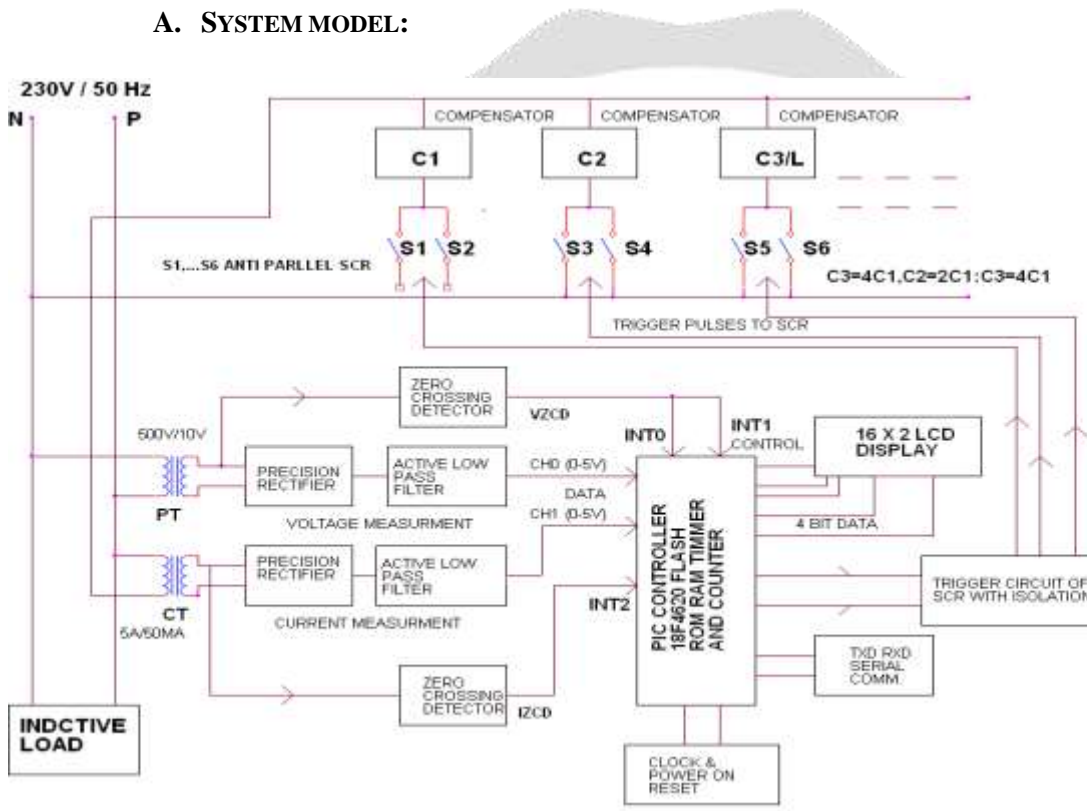 A. SYSTEM MODEL:
230V / 50 Hz
N
P
COMPENSATOR
COMPENSATOR
COMPENSATOR
C1
C2
C3/L
S1
S2
S3
S4
S5
S6
S1,...S6 ANTI PARLLEL SCR
C3=4C1,C2=2C1:C3=4C1
TRIGGER PULSES TO SCR
ZERO
CROSSING
DETECTOR
VZCD
INT0
INT1
CONTROL
16 X 2 LCD
DISPLAY
500V/10V
PT
PRECISION
RECTIFIER
ACTIVE LOW
PASS
FILTER
CH0 (0-5V)
DATA
CH1 (0-5V)
VOLTAGE MEASURMENT
4 BIT DATA
PIC CONTROLLER
18F4620 FLASH
ROM RAM TIMMER
AND COUNTER
PRECISION
RECTIFIER
ACTIVE LOW
PASS
FILTER
INT2
CT
5A/50MA
CURRENT MEASURMENT
TRIGGER CIRCUIT OF
SCR WITH ISOLATION
TXD RXD
SERIAL
COMM.
ZERO
CROSSING
DETECTOR
IZCD
INDCTIVE
LOAD
CLOCK &
POWER ON
RESET